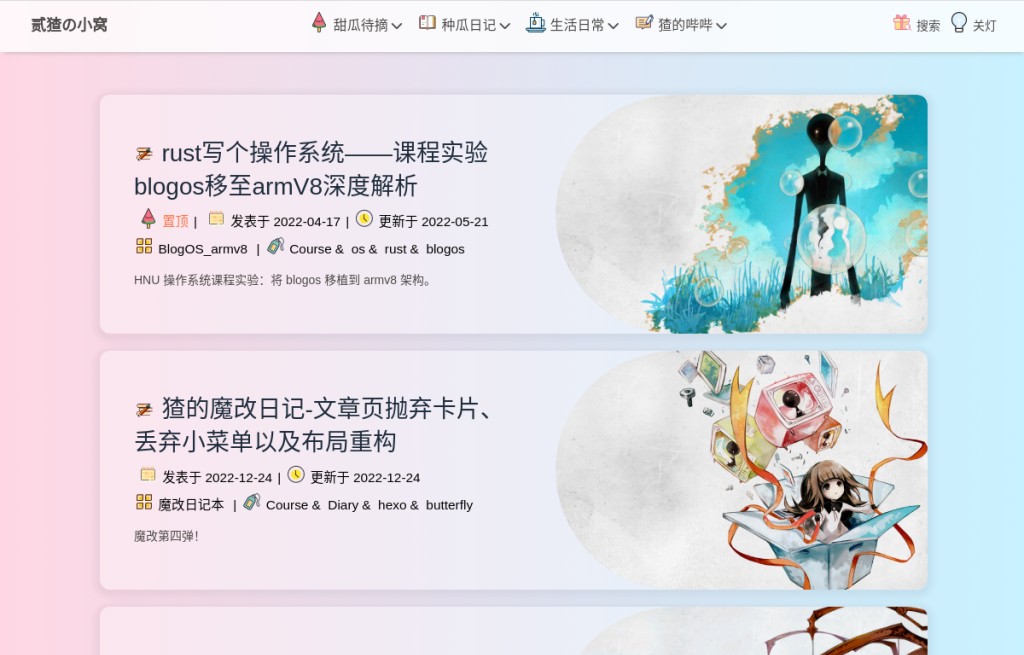 贰猹の小窝
甜瓜待摘 种瓜日记 生活日常 猹的哔哔
搜索 关灯
rust写个操作系统——课程实验
blogos移至armV8深度解析
置顶 | 发表于 2022-04-17 | 更新于 2022-05-21
BlogOS_armv8 | Course & os & rust & blogos
HNU 操作系统课程实验：将 blogos 移植到 armv8 架构。
猹的魔改日记-文章页抛弃卡片、
丢弃小菜单以及布局重构
发表于 2022-12-24 | 更新于 2022-12-24
魔改日记本 | Course & Diary & hexo & butterfly
魔改第四弹！